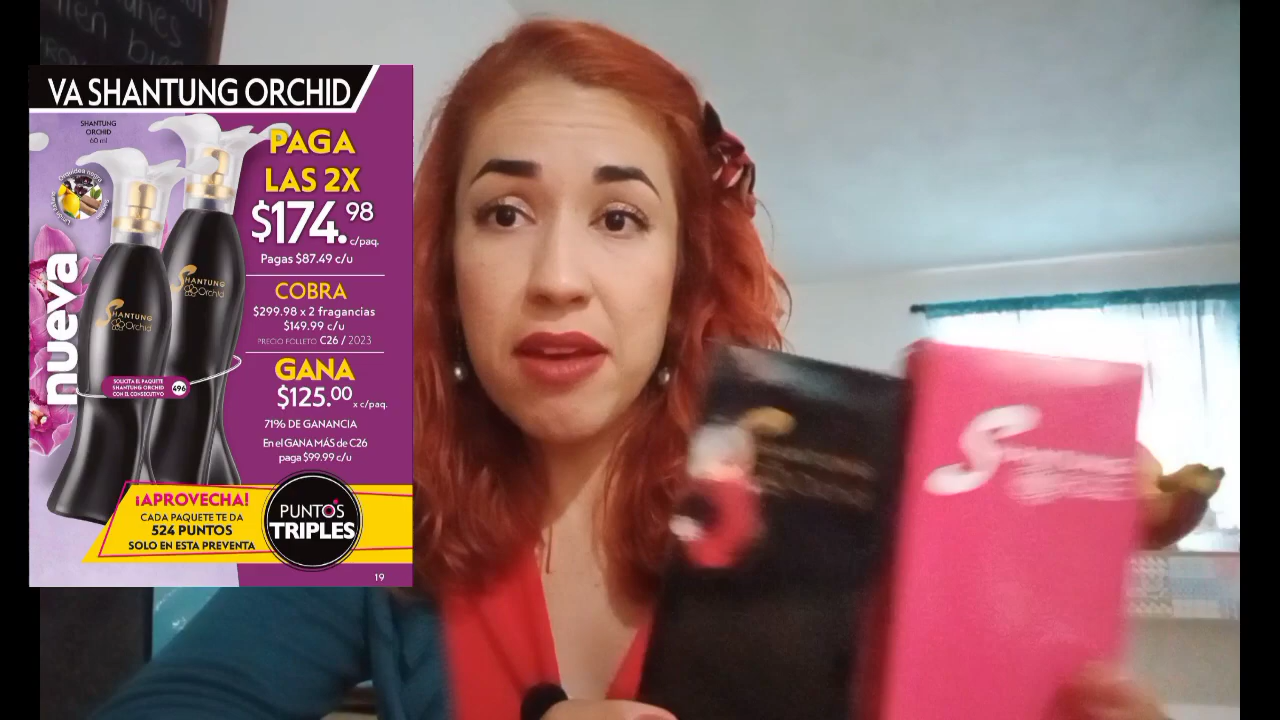 VA SHANTUNG ORCHID
SHANTUNG
ORCHID
60 ml
PAGA
LAS 2X
$174.98
c/paq.
Pagas $87.49 c/u
COBRA
$299.98 x 2 fragancias
$149.99 c/u
PRECIO FOLLETO C26 / 2023
GANA
$125.00
x c/paq.
71% DE GANANCIA
En el GANA MÁS de C26
paga $99.99 c/u
nueva
Orquídea negra
SHANTUNG
Orchid
SHANTUNG
Orchid
SOLICITA EL PAQUETE
SHANTUNG ORCHID
CON EL CONSECUTIVO
496
¡APROVECHA!
CADA PAQUETE TE DA
524 PUNTOS
SOLO EN ESTA PREVENTA
PUNTOS
TRIPLES
19